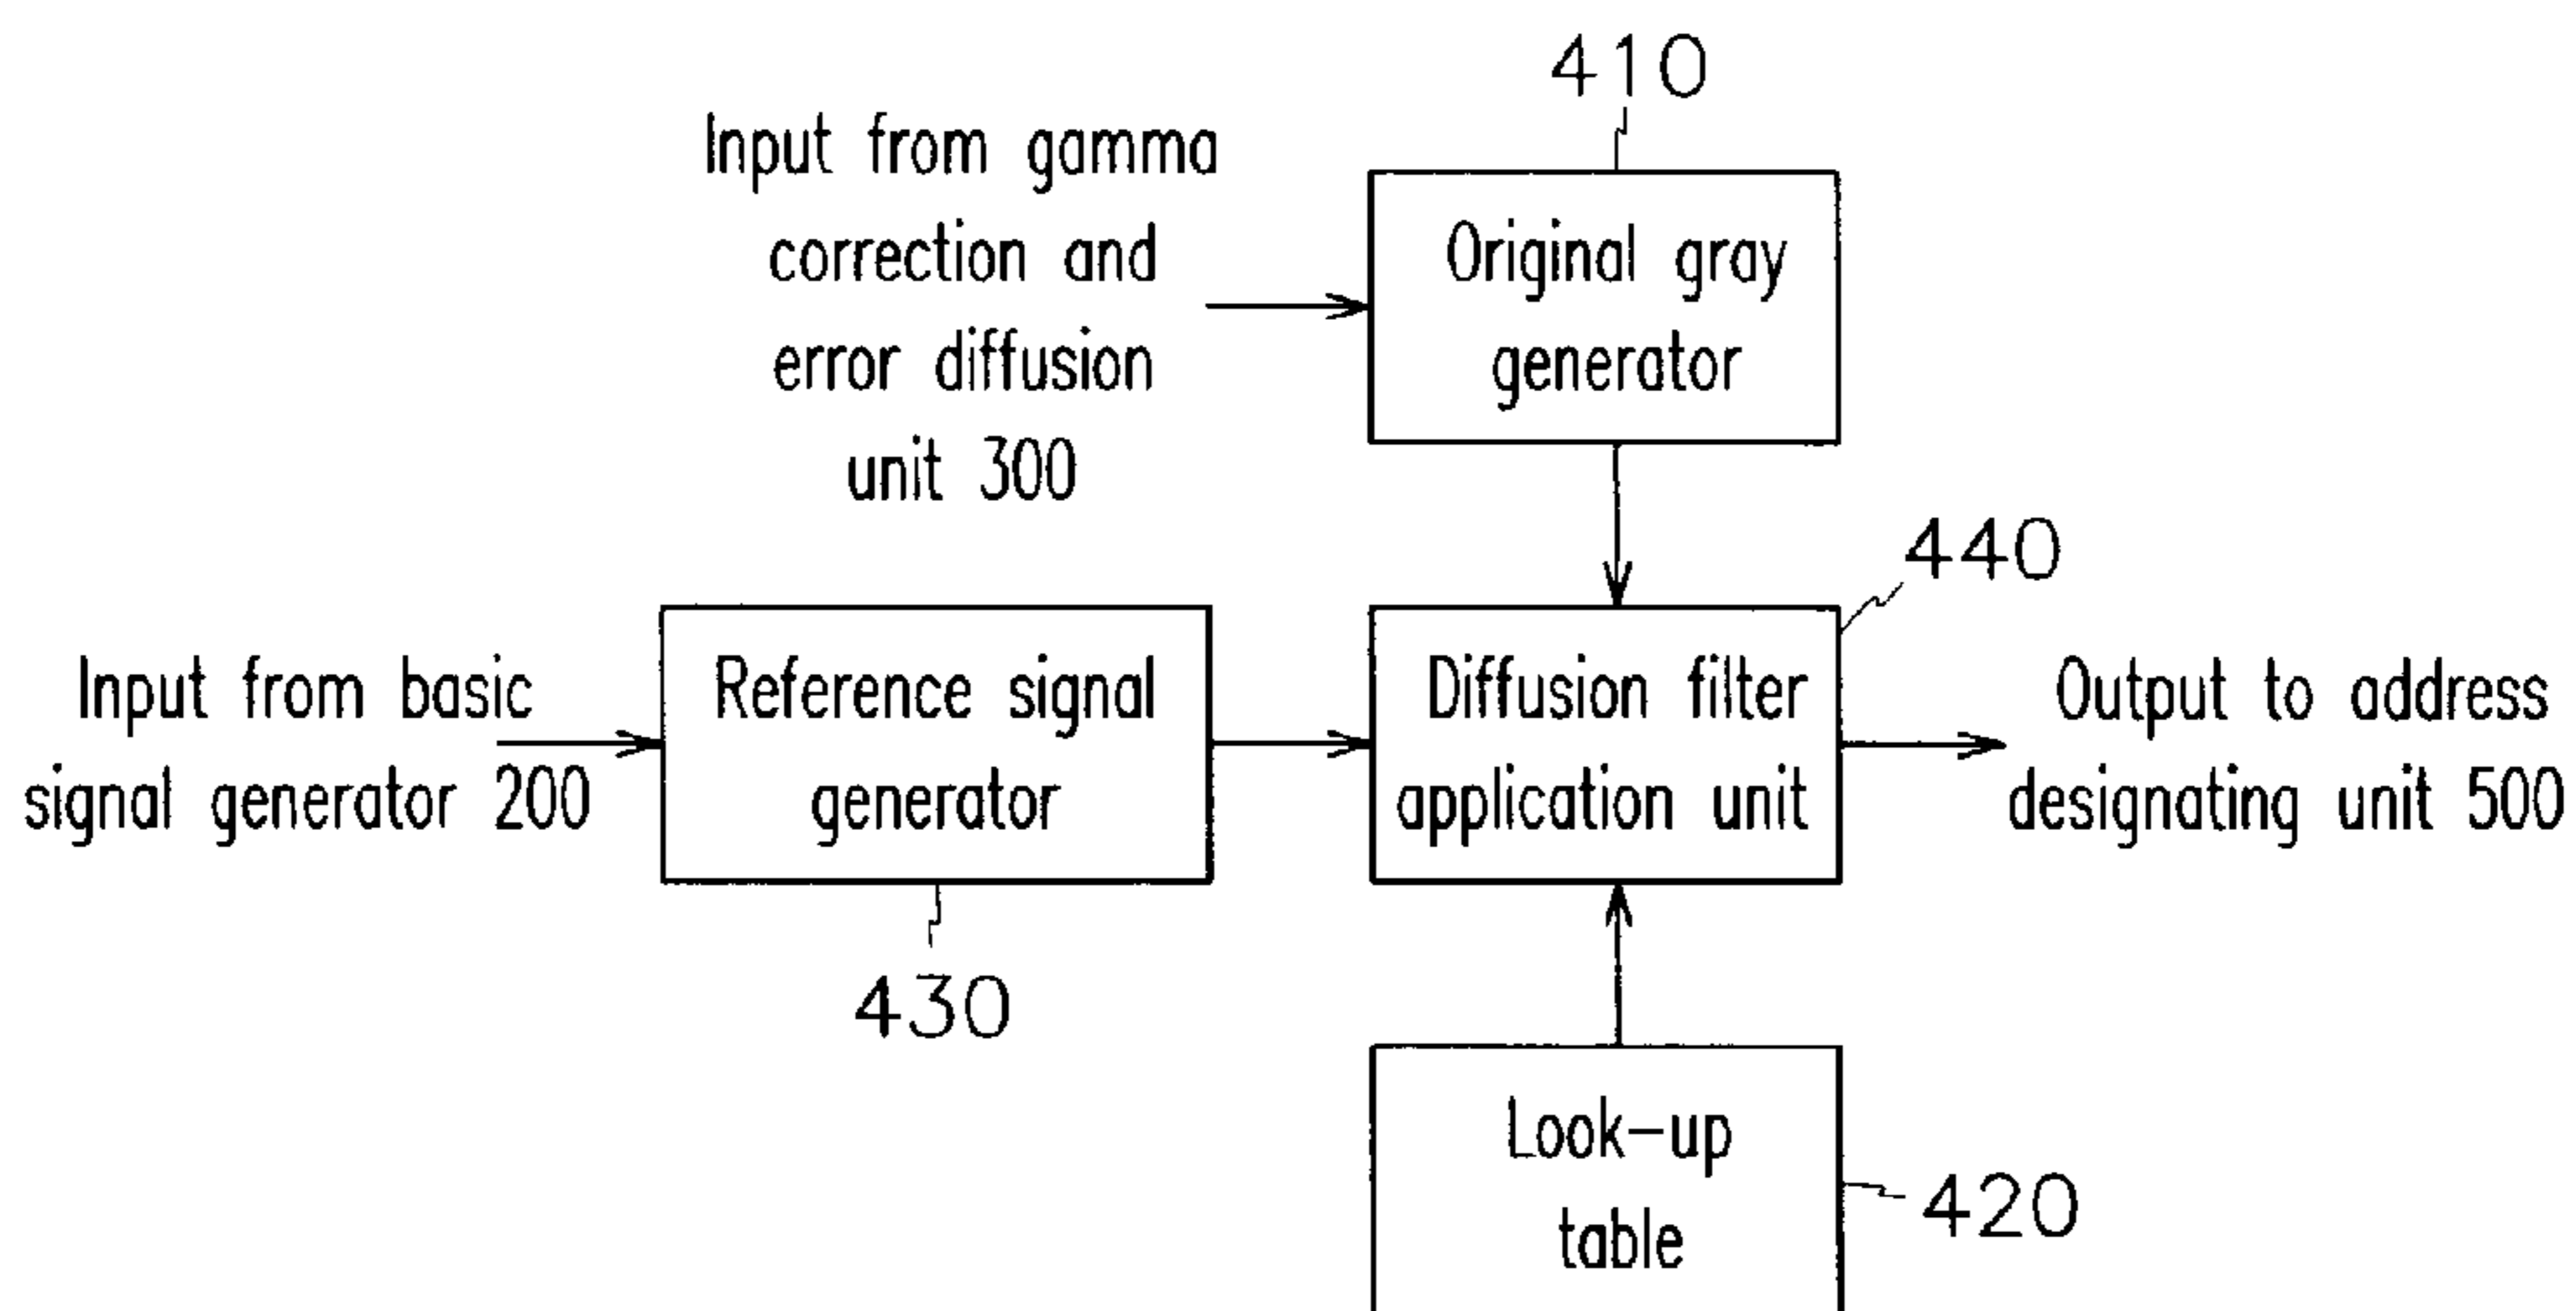 410
Input from gamma
correction and
error diffusion
unit 300
Original gray
generator
440
Input from basic
signal generator 200
Reference signal
generator
Diffusion filter
application unit
Output to address
designating unit 500
430
Look-up
table
420